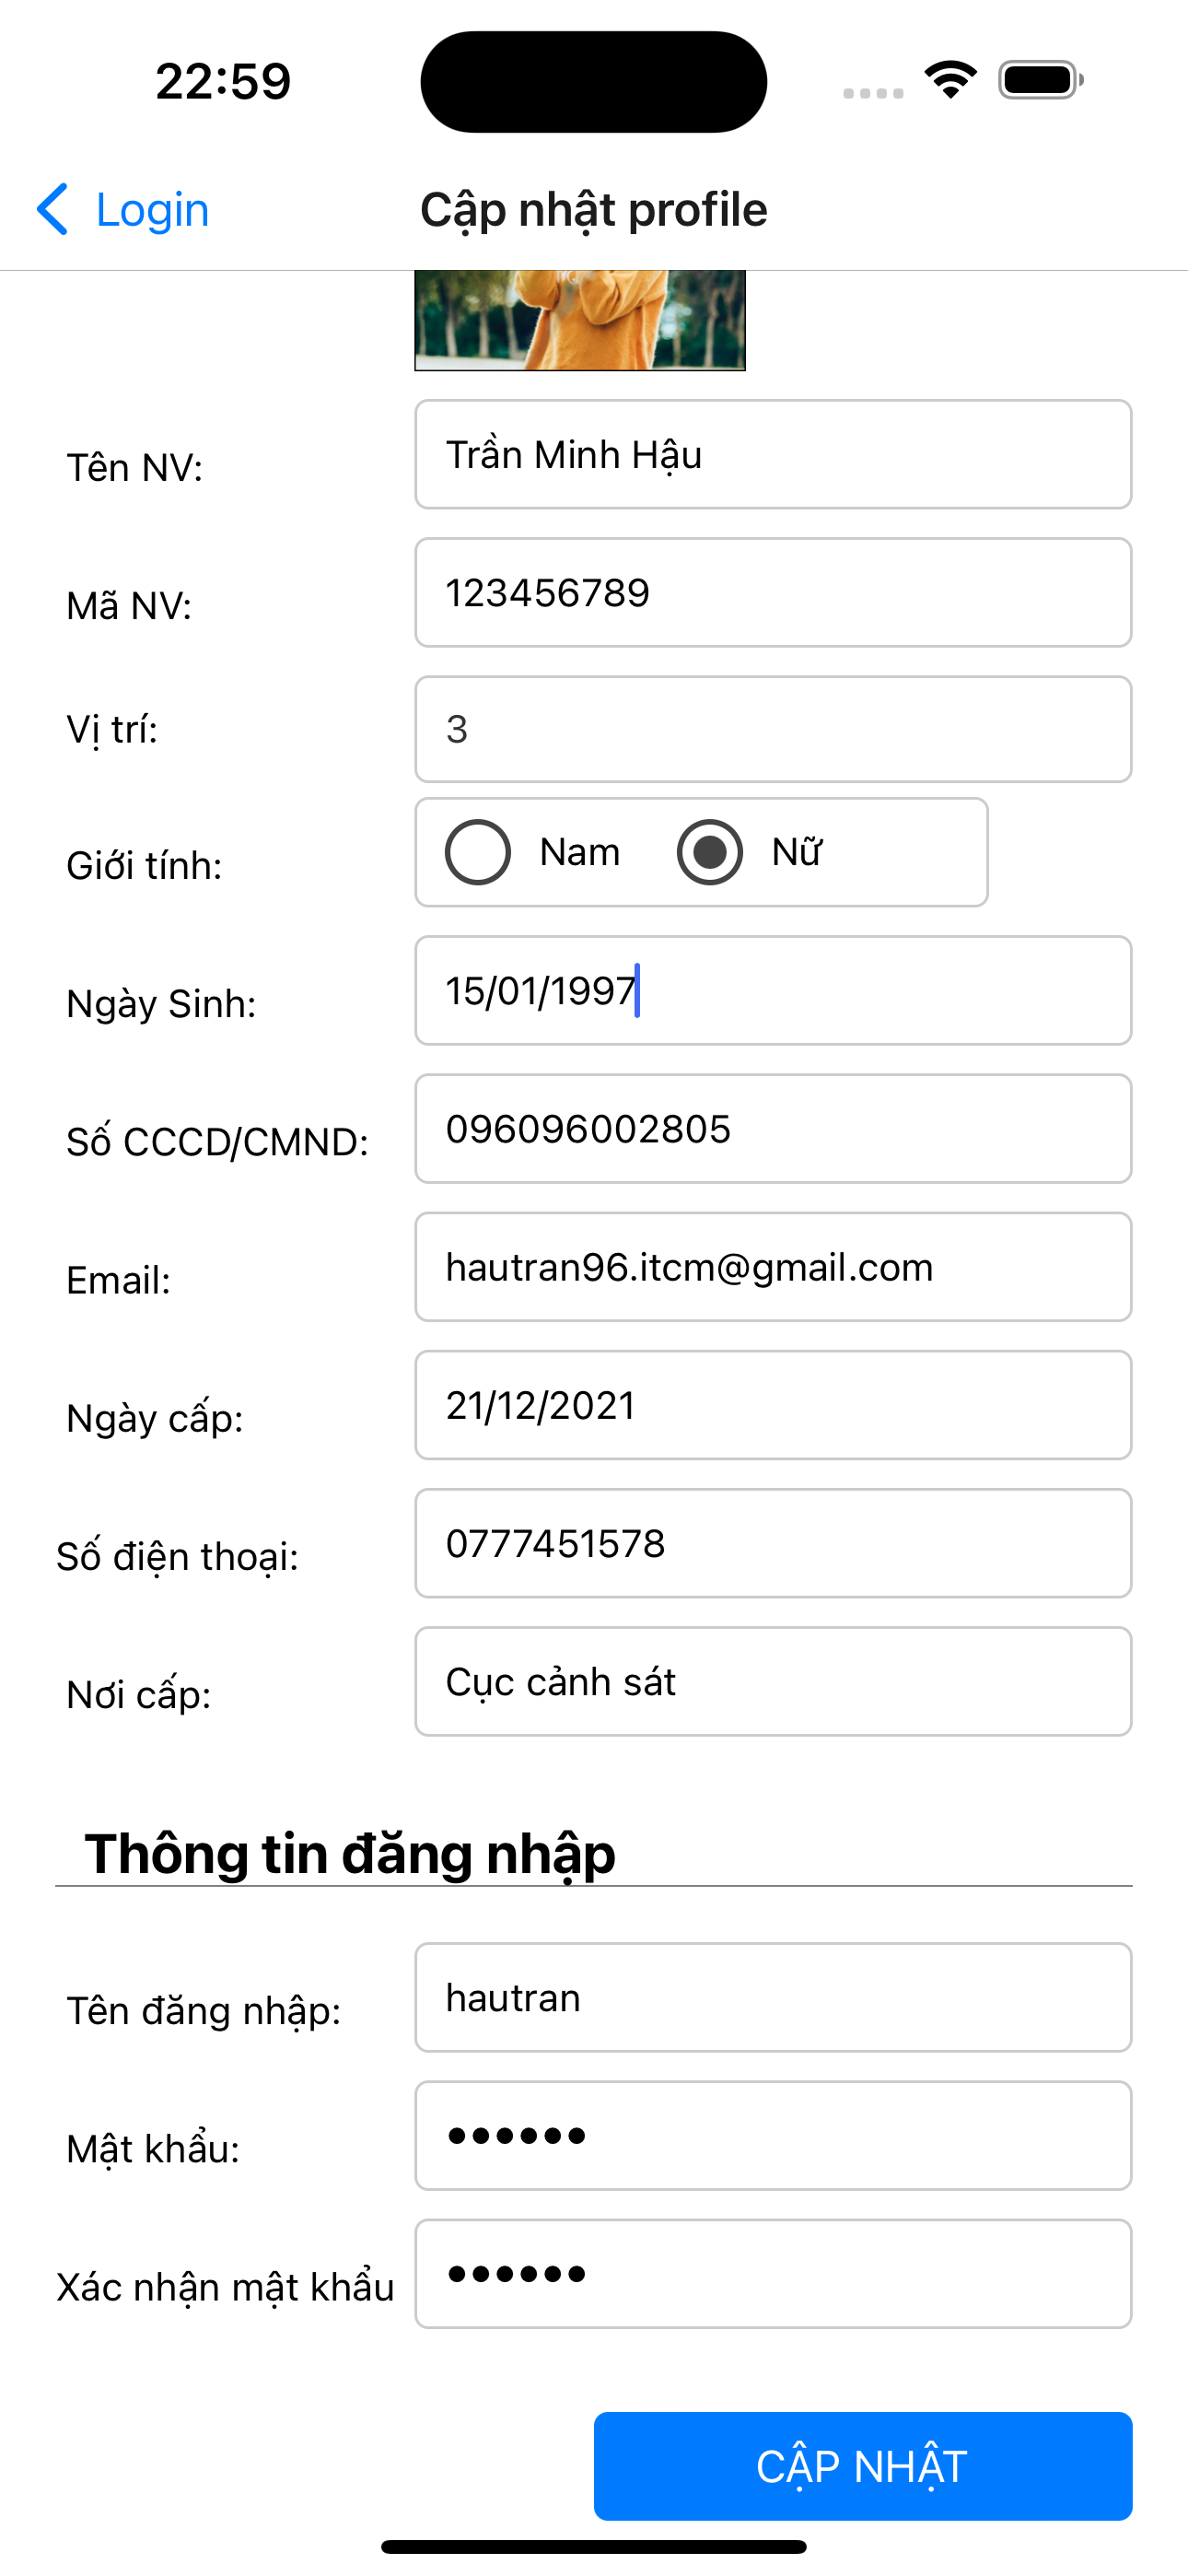 22:59
Login
Cập nhật profile
Tên NV: Trần Minh Hậu
Mã NV: 123456789
Vị trí: 3
Giới tính: Nam Nữ
Ngày Sinh: 15/01/1997
Số CCCD/CMND: 096096002805
Email: hautran96.itcm@gmail.com
Ngày cấp: 21/12/2021
Số điện thoại: 0777451578
Nơi cấp: Cục cảnh sát
Thông tin đăng nhập
Tên đăng nhập: hautran
Mật khẩu: ••••••
Xác nhận mật khẩu ••••••
CẬP NHẬT